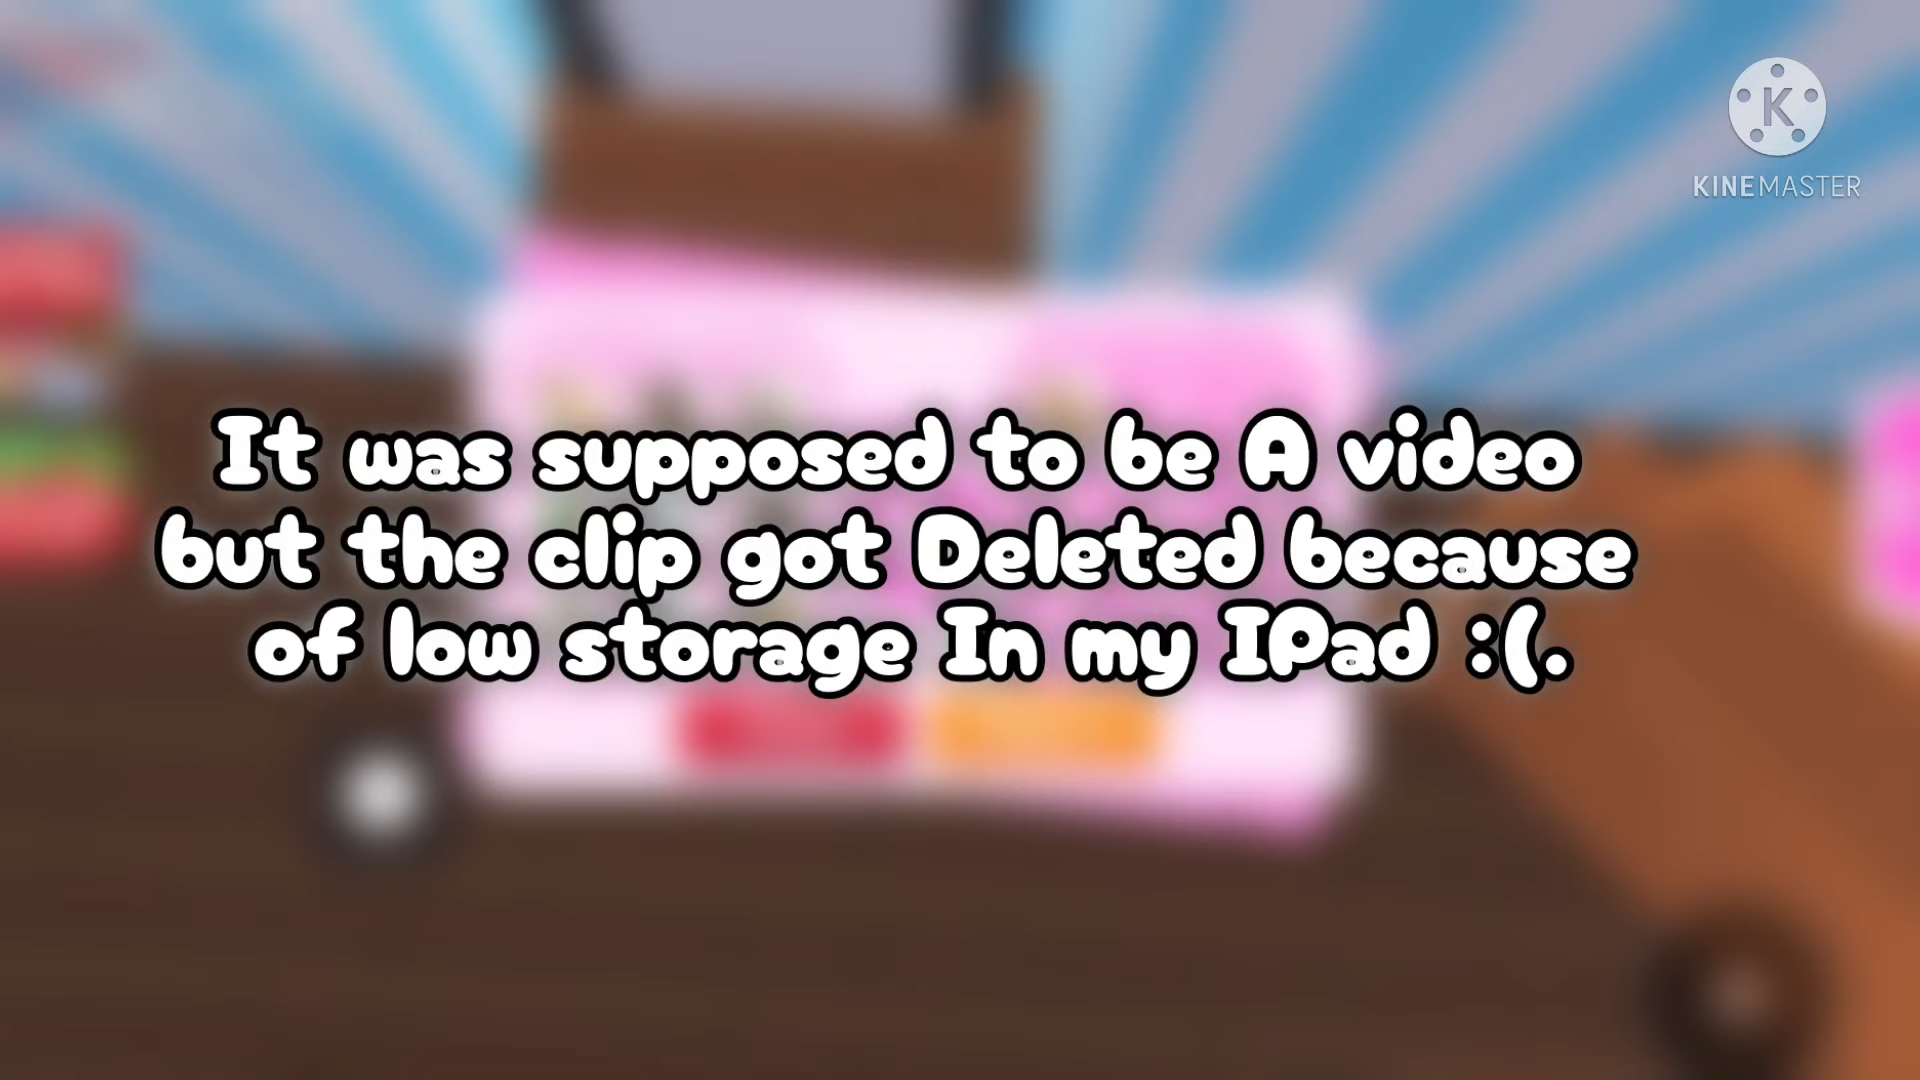 K
KINEMASTER
It was supposed to be A video
but the clip got Deleted because
of low storage In my IPad :(.